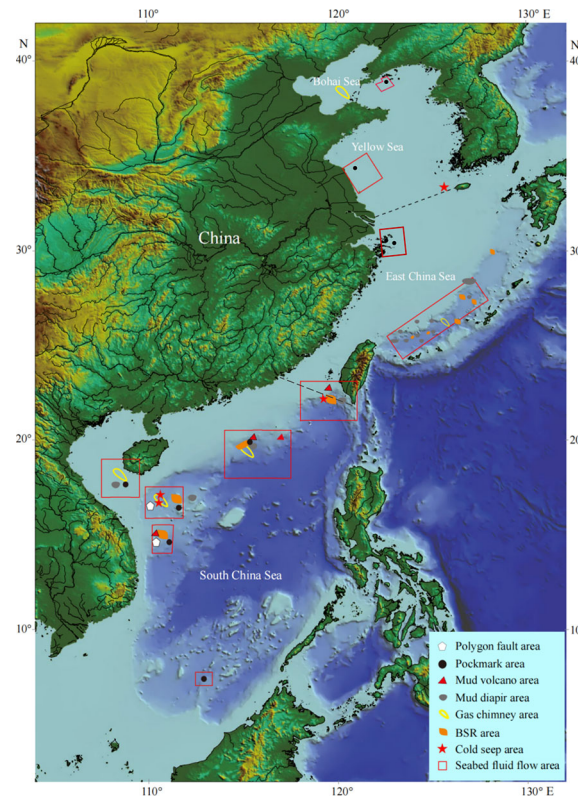 110°
120°
130° E
N
N
40°
40°
Bohai Sea
Yellow Sea
China
30°
30°
East China Sea
20°
20°
South China Sea
10°
10°
Polygon fault area
Pockmark area
Mud volcano area
Mud diapir area
Gas chimney area
BSR area
Cold seep area
Seabed fluid flow area
110°
120°
130° E